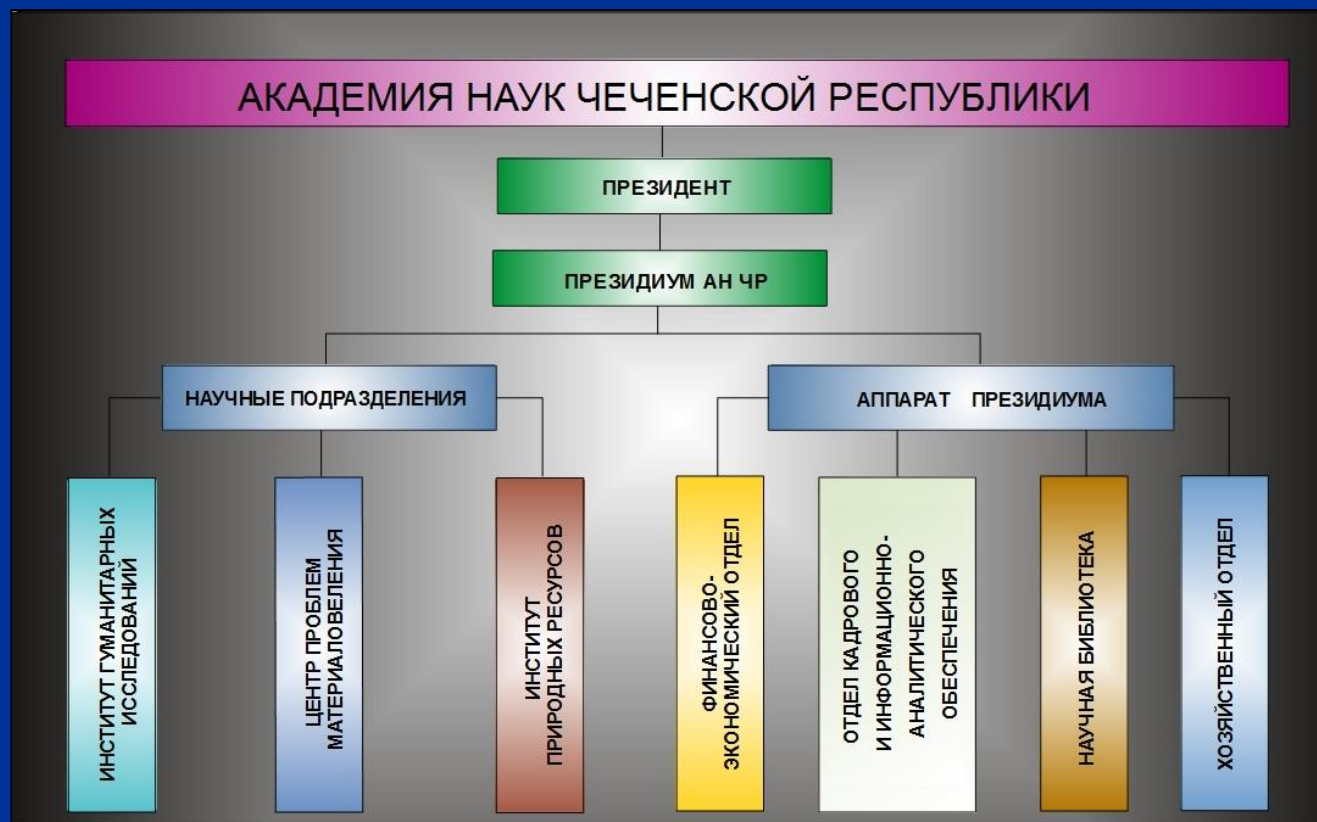 АКАДЕМИЯ НАУК ЧЕЧЕНСКОЙ РЕСПУБЛИКИ
ПРЕЗИДЕНТ
ПРЕЗИДИУМ АН ЧР
НАУЧНЫЕ ПОДРАЗДЕЛЕНИЯ
АППАРАТ ПРЕЗИДИУМА
ИНСТИТУТ ГУМАНИТАРНЫХ
ИССЛЕДОВАНИЙ
ЦЕНТР ПРОБЛЕМ
МАТЕРИАЛОВЕЛЕНИЯ
ИНСТИТУТ
ПРИРОДНЫХ РЕСУРСОВ
ФИНАНСОВО-
ЭКОНОМИЧЕСКИЙ ОТДЕЛ
ОТДЕЛ КАДРОВОГО
И ИНФОРМАЦИОННО-
АНАЛИТИЧЕСКОГО
ОБЕСПЕЧЕНИЯ
НАУЧНАЯ БИБЛИОТЕКА
ХОЗЯЙСТВЕННЫЙ ОТДЕЛ